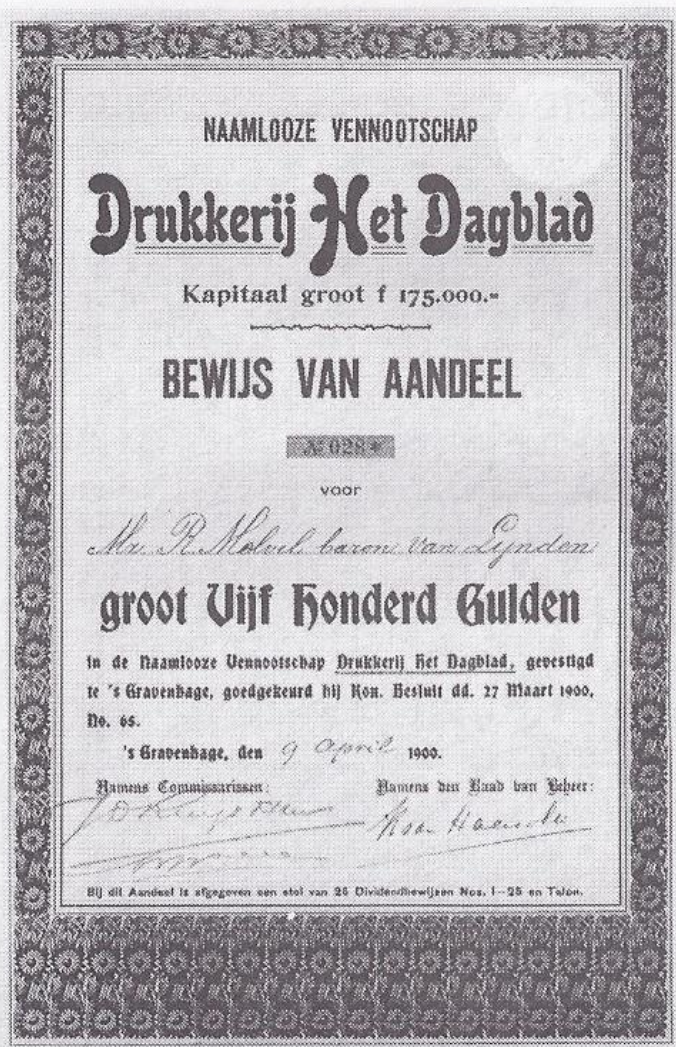 NAAMLOOZE VENNOOTSCHAP
Drukkerij Het Dagblad
Kapitaal groot f 175.000.-
BEWIJS VAN AANDEEL
No 028*
voor
Mr. R. Melvil baron van Lynden
groot Vijf Honderd Gulden
in de Naamlooze Vennootschap Drukkerij Het Dagblad, gevestigd
te 's Gravenhage, goedgekeurd bij Kon. Besluit dd. 27 Maart 1900,
No. 65.
's Gravenhage, den 9 april 1900.
Namens Commissarissen: Namens den Raad van Beheer:
Bij dit Aandeel is afgegeven een stel van 25 Dividendbewijzen Nos. 1-25 en Talon.